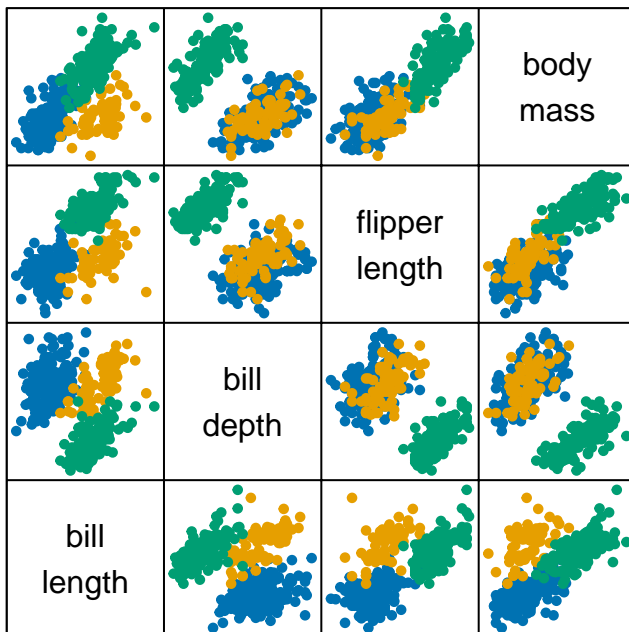 body
mass
flipper
length
bill
depth
bill
length